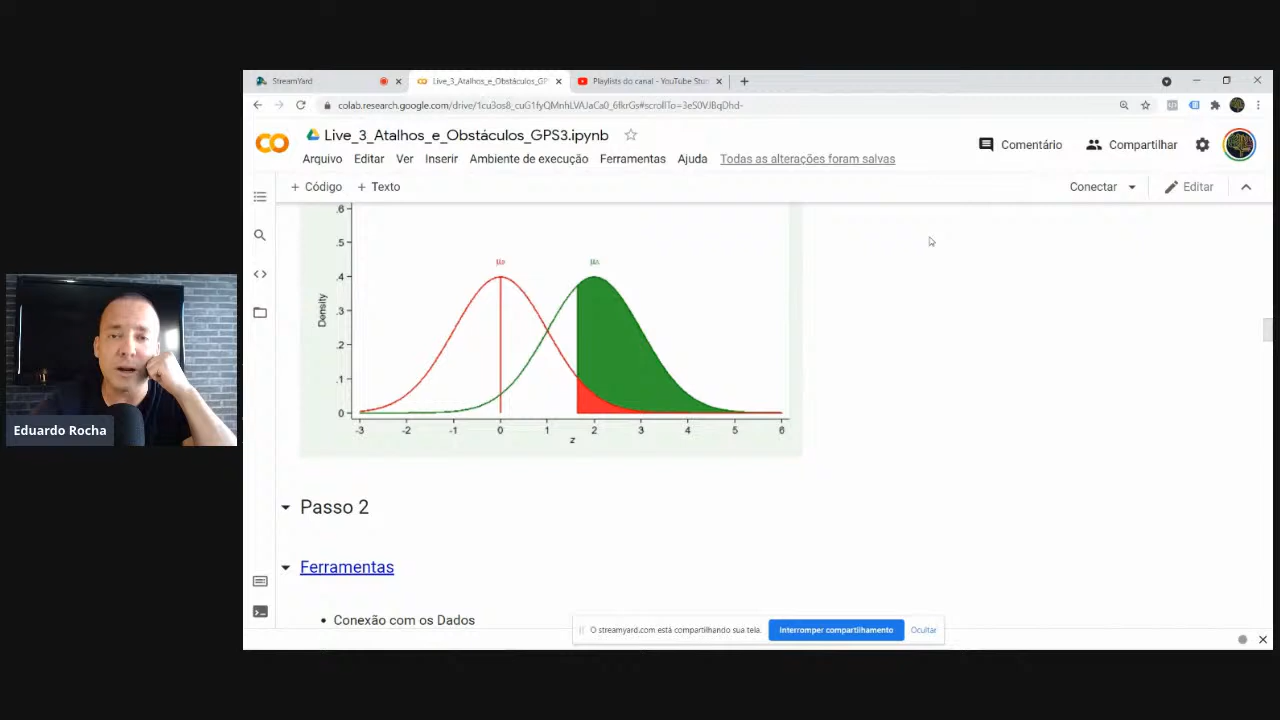 StreamYard
Live_3_Atalhos_e_Obstáculos_GP
Playlists do canal - YouTube Stu
colab.research.google.com/drive/1cu3os8_cuG1fyQMnhLVAJaCa0_6fkrGs#scrollTo=3eS0VJBqDhd-
Live_3_Atalhos_e_Obstáculos_GPS3.ipynb
Comentário
Compartilhar
Arquivo Editar Ver Inserir Ambiente de execução Ferramentas Ajuda Todas as alterações foram salvas
+ Código + Texto
Conectar
Editar
.6
.5
.4
.3
.2
.1
0
Density
-3 -2 -1 0 1 2 3 4 5 6
z
Passo 2
Ferramentas
• Conexão com os Dados
O streamyard.com está compartilhando sua tela.
Interromper compartilhamento
Ocultar
Eduardo Rocha